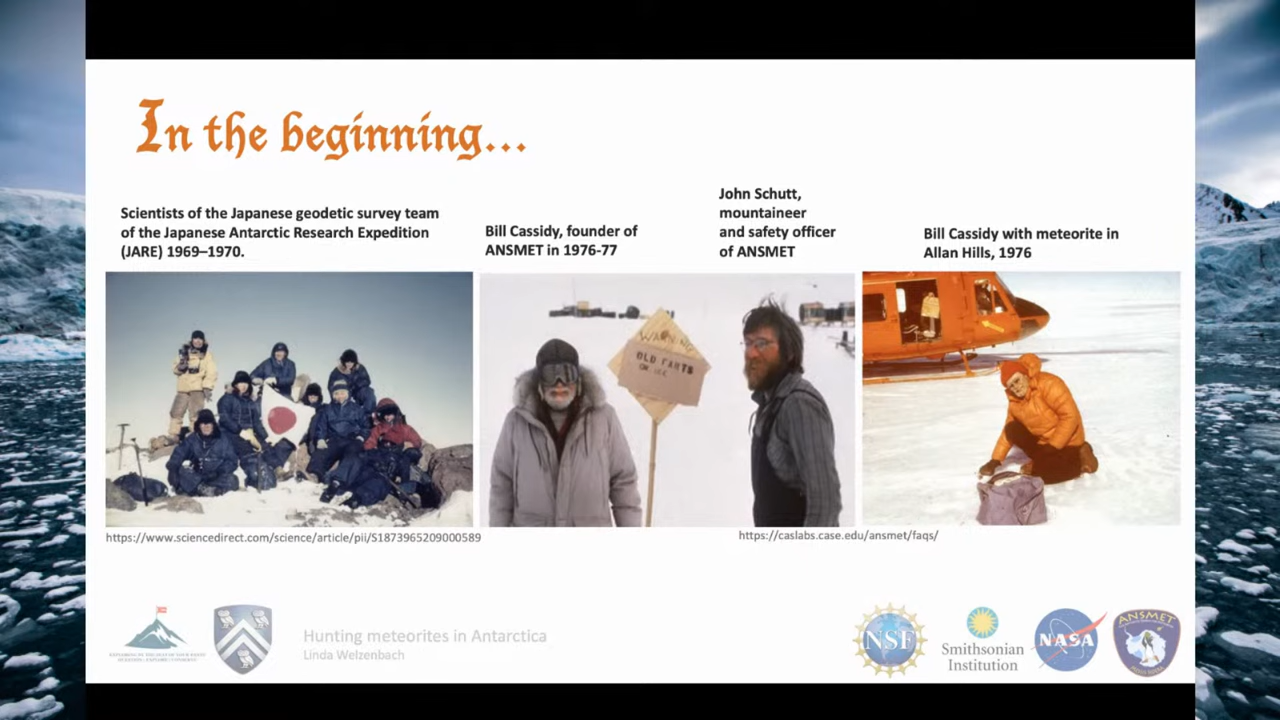 In the beginning...
Scientists of the Japanese geodetic survey team
of the Japanese Antarctic Research Expedition
(JARE) 1969–1970.
Bill Cassidy, founder of
ANSMET in 1976-77
John Schutt,
mountaineer
and safety officer
of ANSMET
Bill Cassidy with meteorite in
Allan Hills, 1976
WARNING
OLD FARTS
ON ICE
https://www.sciencedirect.com/science/article/pii/S1873965209000589
https://caslabs.case.edu/ansmet/faqs/
Hunting meteorites in Antarctica
Linda Welzenbach
NSF
Smithsonian
Institution
NASA
ANSMET